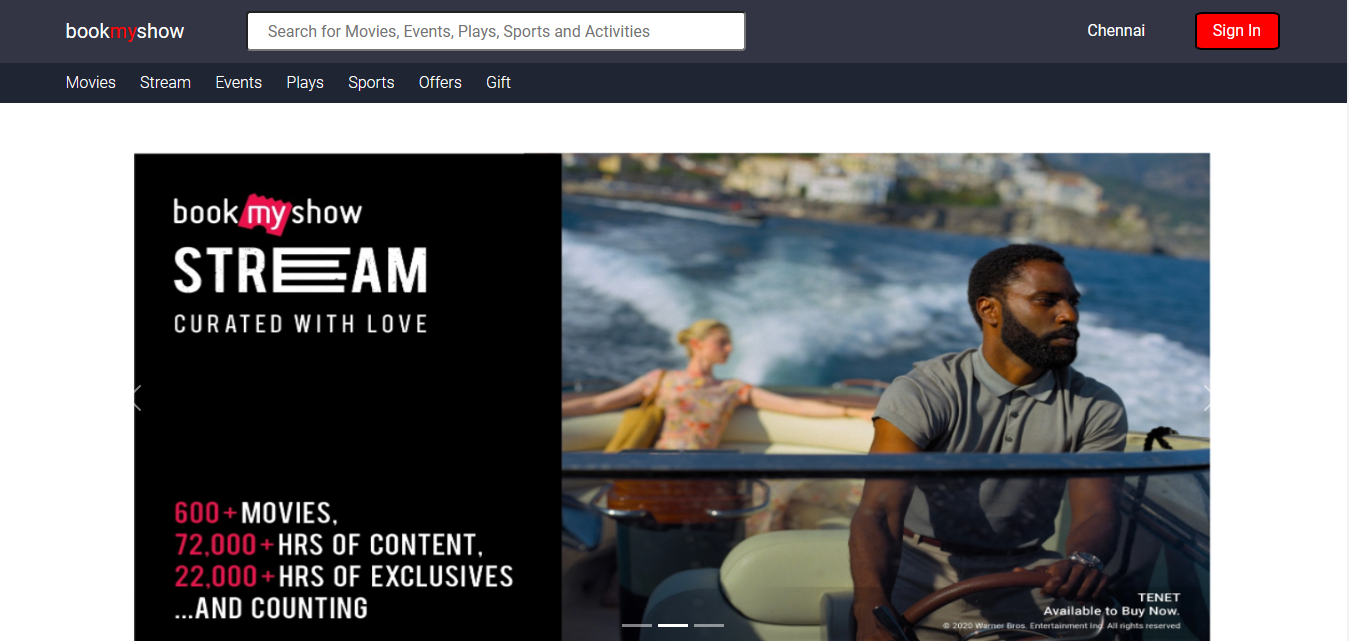 bookmyshow
Search for Movies, Events, Plays, Sports and Activities
Chennai
Sign In
Movies Stream Events Plays Sports Offers Gift
book my show
STREAM
CURATED WITH LOVE
600+ MOVIES,
72,000+ HRS OF CONTENT,
22,000+ HRS OF EXCLUSIVES
...AND COUNTING
TENET
Available to Buy Now.
© 2020 Warner Bros. Entertainment Inc. All rights reserved